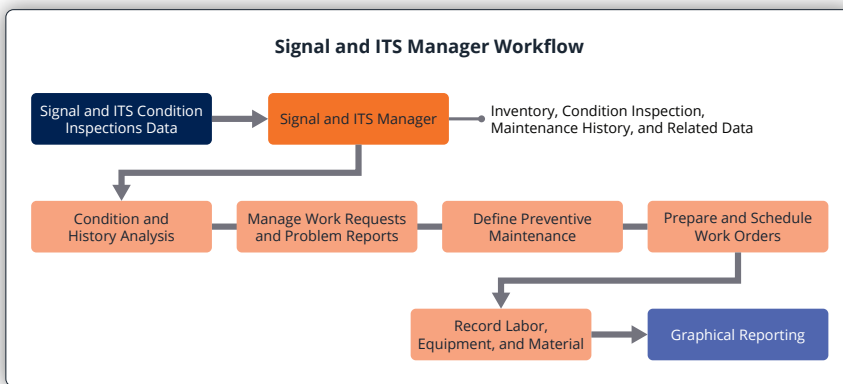 Signal and ITS Manager Workflow
Signal and ITS Condition
Inspections Data
Signal and ITS Manager
Inventory, Condition Inspection,
Maintenance History, and Related Data
Condition and
History Analysis
Manage Work Requests
and Problem Reports
Define Preventive
Maintenance
Prepare and Schedule
Work Orders
Record Labor,
Equipment, and Material
Graphical Reporting